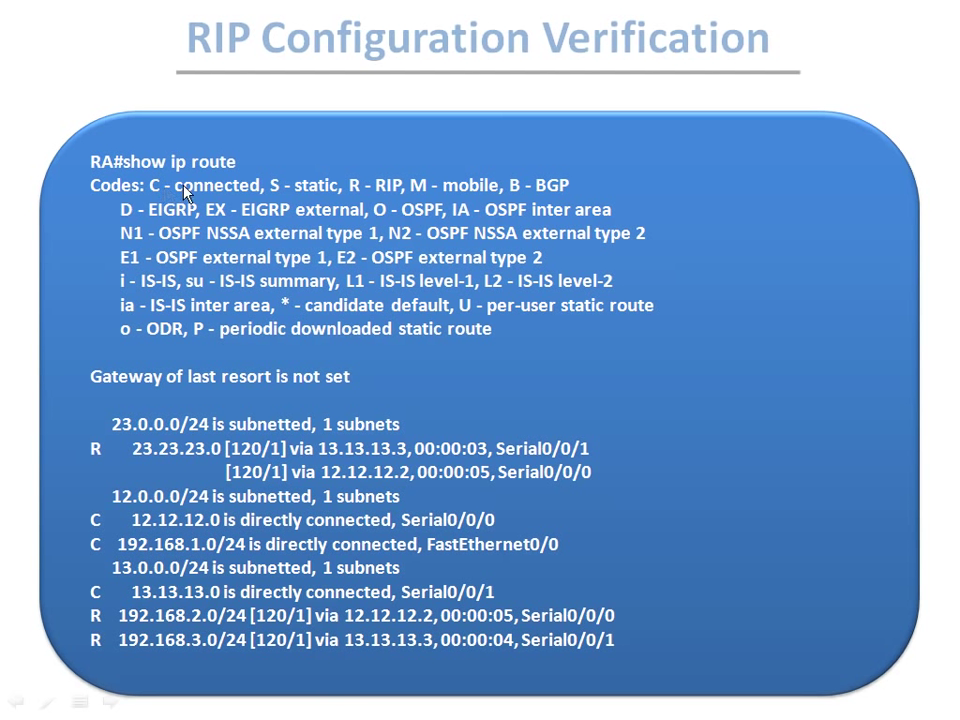 RIP Configuration Verification
RA#show ip route
Codes: C - connected, S - static, R - RIP, M - mobile, B - BGP
D - EIGRP, EX - EIGRP external, O - OSPF, IA - OSPF inter area
N1 - OSPF NSSA external type 1, N2 - OSPF NSSA external type 2
E1 - OSPF external type 1, E2 - OSPF external type 2
i - IS-IS, su - IS-IS summary, L1 - IS-IS level-1, L2 - IS-IS level-2
ia - IS-IS inter area, * - candidate default, U - per-user static route
o - ODR, P - periodic downloaded static route
Gateway of last resort is not set
23.0.0.0/24 is subnetted, 1 subnets
R 23.23.23.0 [120/1] via 13.13.13.3, 00:00:03, Serial0/0/1
[120/1] via 12.12.12.2, 00:00:05, Serial0/0/0
12.0.0.0/24 is subnetted, 1 subnets
C 12.12.12.0 is directly connected, Serial0/0/0
C 192.168.1.0/24 is directly connected, FastEthernet0/0
13.0.0.0/24 is subnetted, 1 subnets
C 13.13.13.0 is directly connected, Serial0/0/1
R 192.168.2.0/24 [120/1] via 12.12.12.2, 00:00:05, Serial0/0/0
R 192.168.3.0/24 [120/1] via 13.13.13.3, 00:00:04, Serial0/0/1